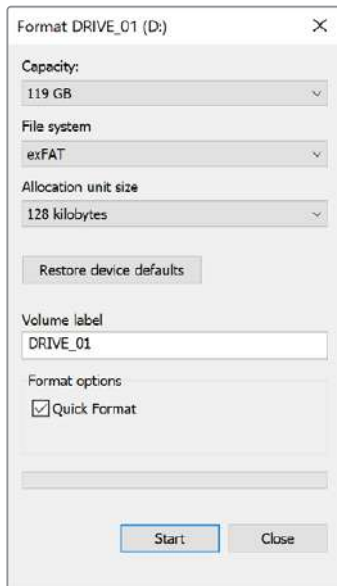 Format DRIVE_01 (D:)
Capacity:
119 GB
File system
exFAT
Allocation unit size
128 kilobytes
Restore device defaults
Volume label
DRIVE_01
Format options
Quick Format
Start Close